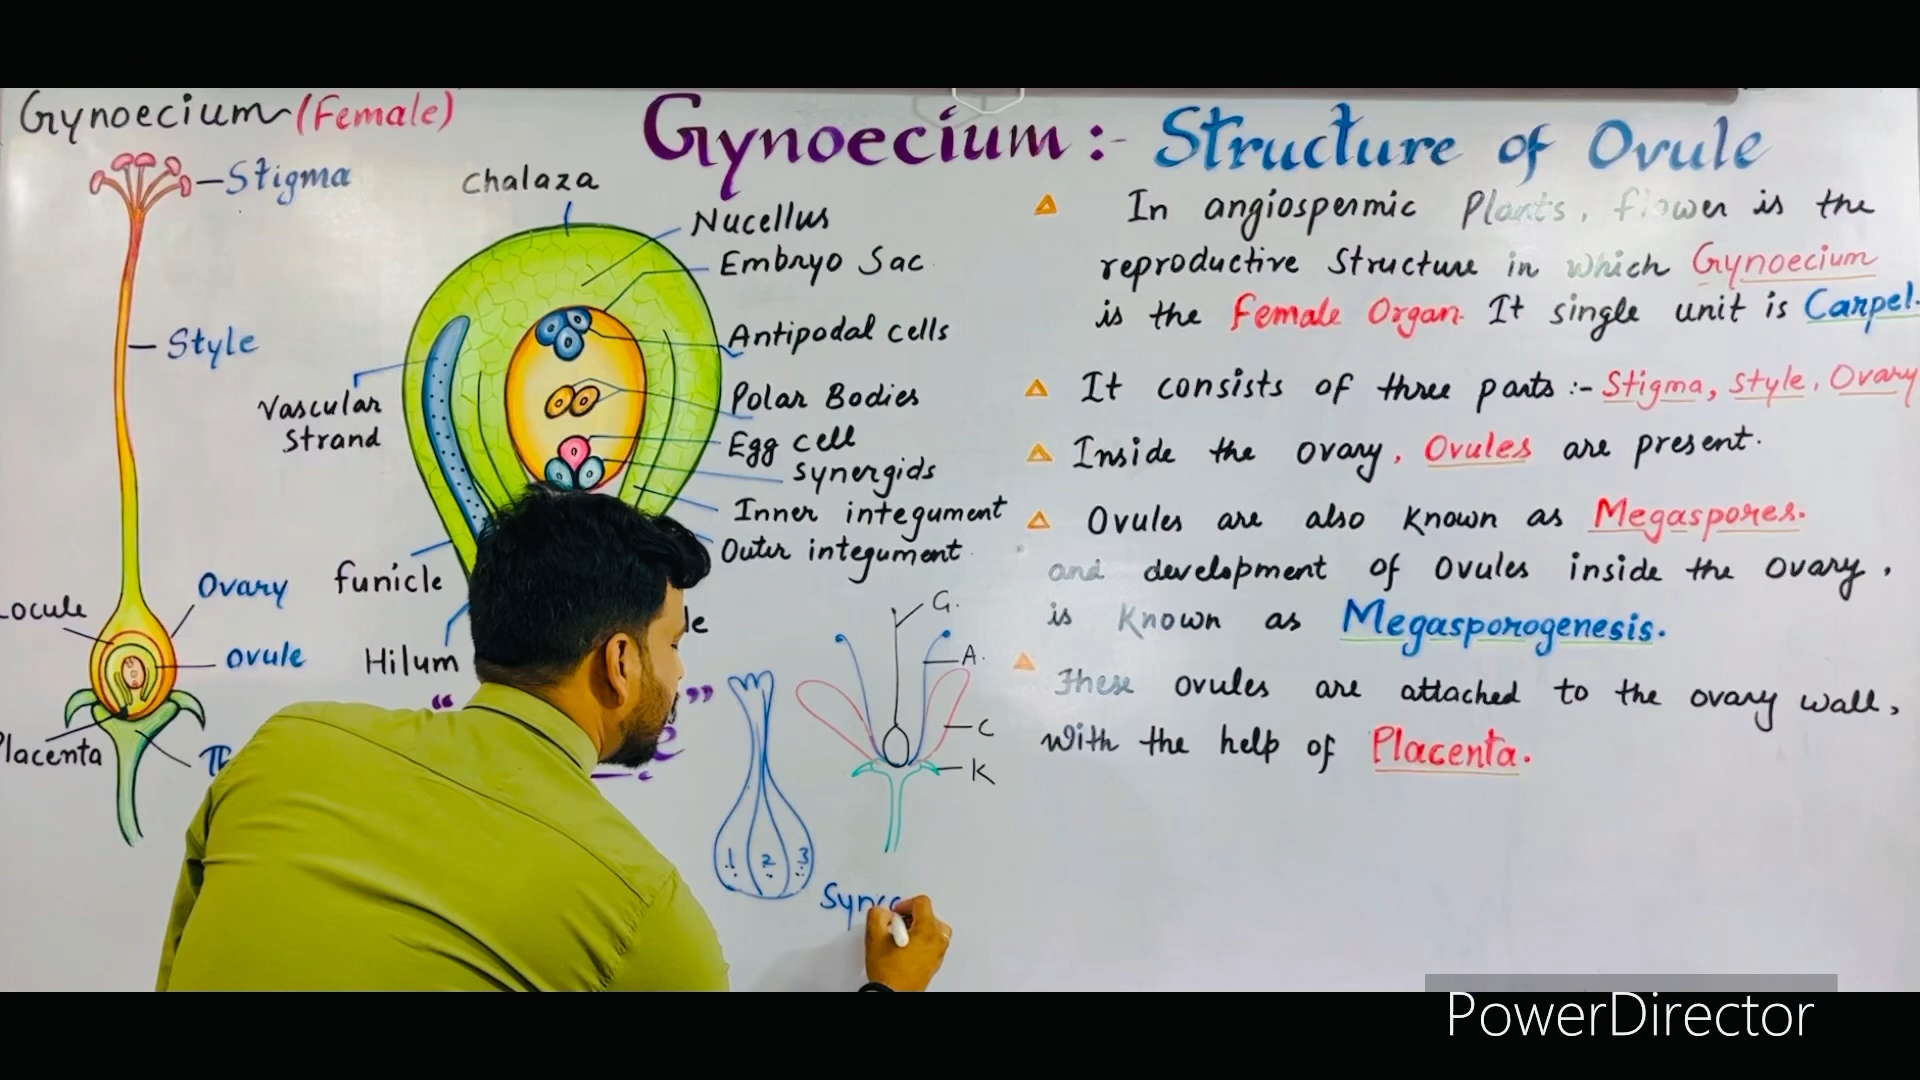 Gynoecium (Female)
Stigma
Style
Ovary
Locule
ovule
Placenta
Gynoecium :- Structure of Ovule
Chalaza
Nucellus
Embryo Sac
Antipodal cells
Polar Bodies
Egg cell
Synergids
Inner integument
Outer integument
Vascular
Strand
funicle
Hilum
G.
A.
C
K
1 2 3
In angiospermic Plants, flower is the
reproductive Structure in which Gynoecium
is the Female Organ. It single unit is Carpel.
It consists of three parts :- Stigma, Style, Ovary
Inside the ovary, Ovules are present.
Ovules are also Known as Megaspores.
and development of ovules inside the ovary,
is Known as Megasporogenesis.
These ovules are attached to the ovary wall,
With the help of Placenta.
PowerDirector